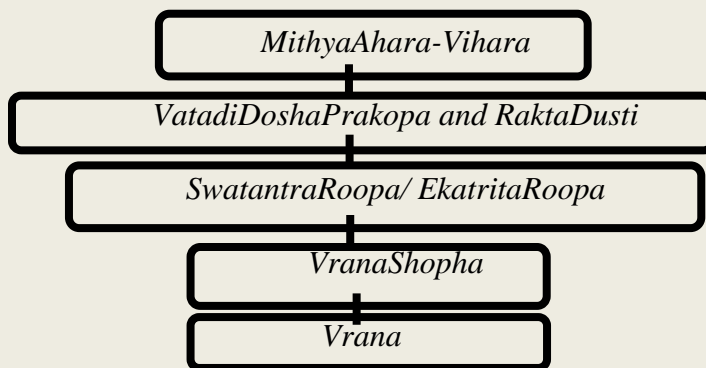 MithyaAhara-Vihara
VatadiDoshaPrakopa and RaktaDusti
SwatantraRoopa/ EkatritaRoopa
VranaShopha
Vrana